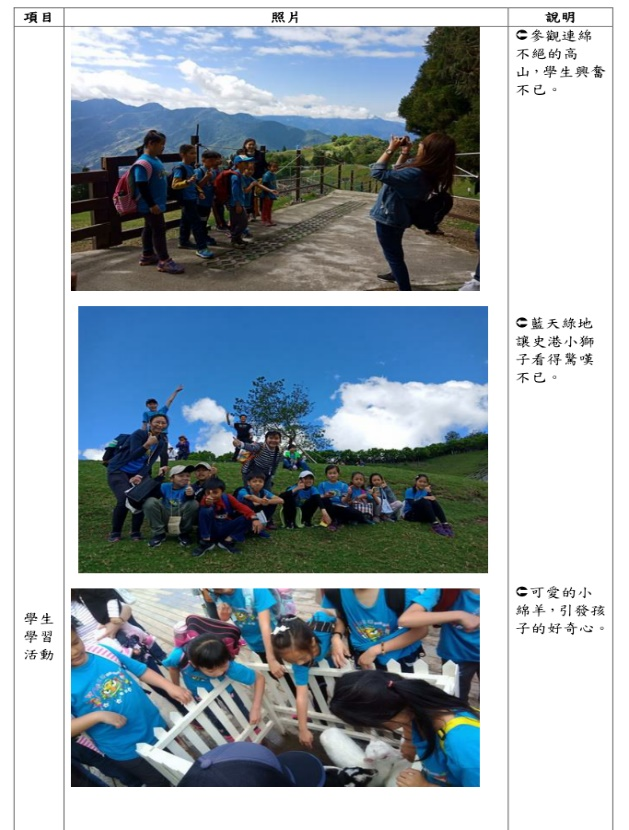 項目
照片
說明
➲參觀連綿
不絕的高
山，學生興奮
不已。
➲藍天綠地
讓史港小獅
子看得驚嘆
不已。
學生
學習
活動
➲可愛的小
綿羊，引發孩
子的好奇心。